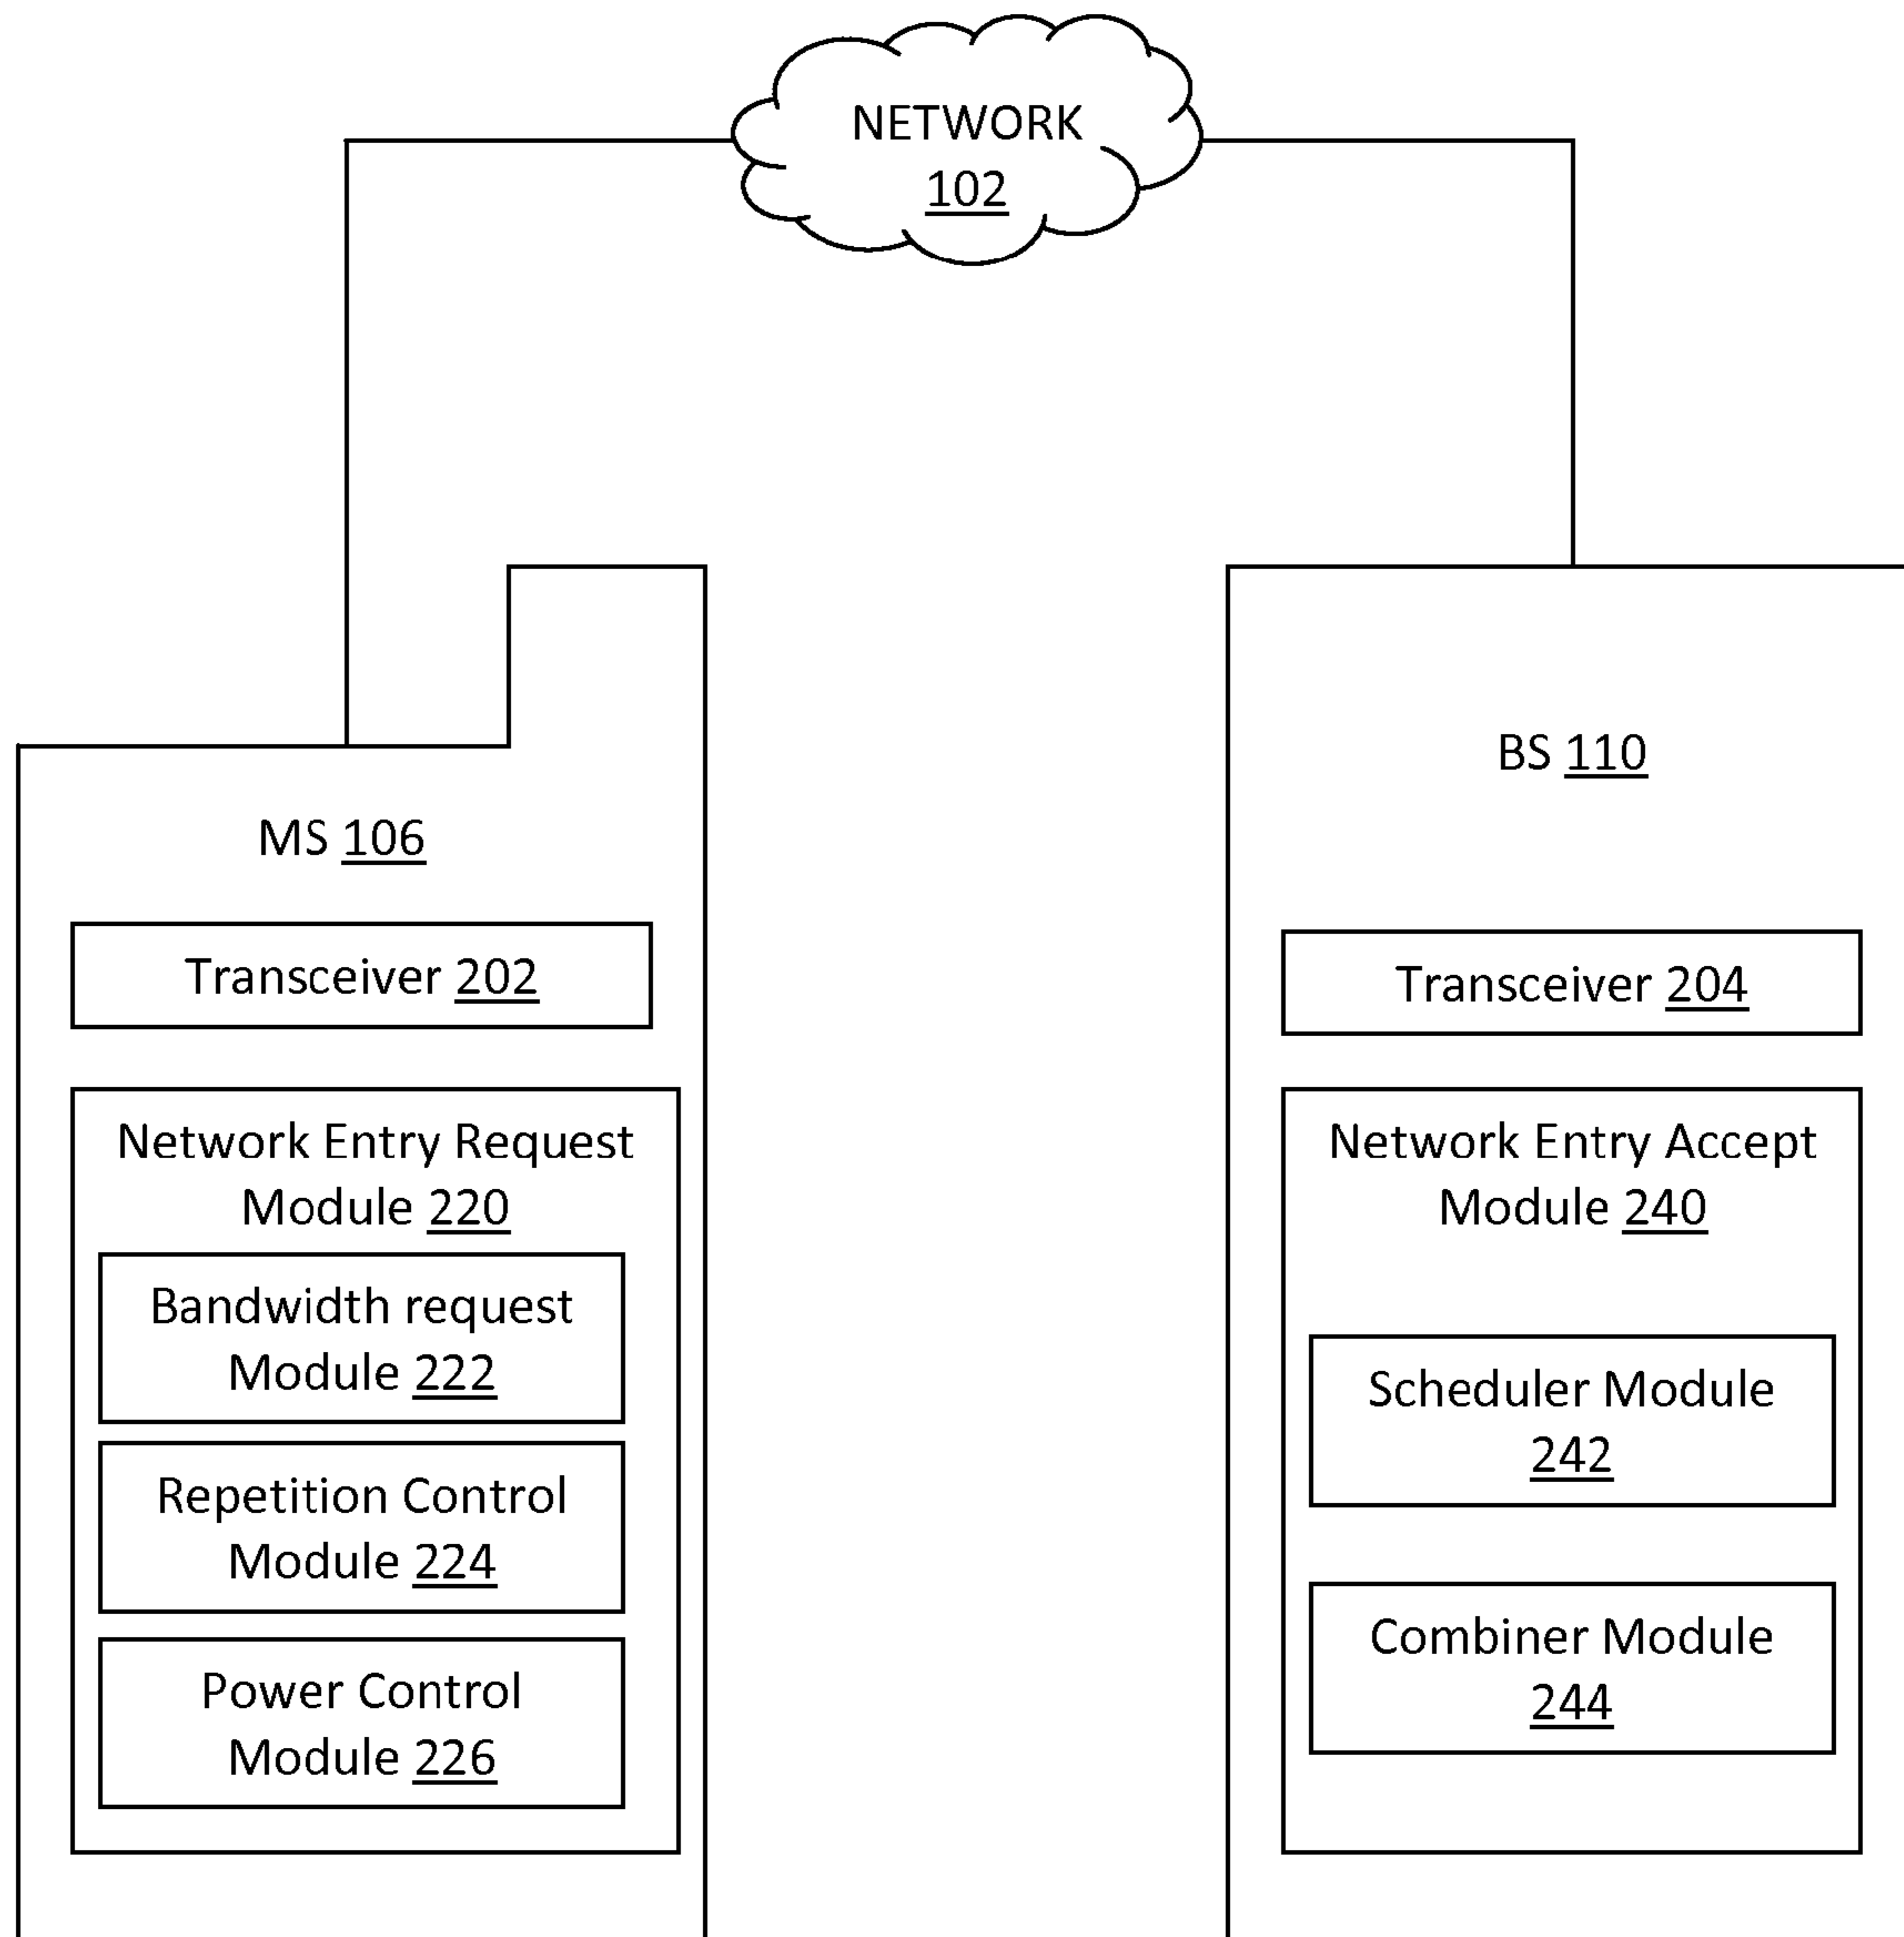 NETWORK
102
MS 106
Transceiver 202
Network Entry Request
Module 220
Bandwidth request
Module 222
Repetition Control
Module 224
Power Control
Module 226
BS 110
Transceiver 204
Network Entry Accept
Module 240
Scheduler Module
242
Combiner Module
244